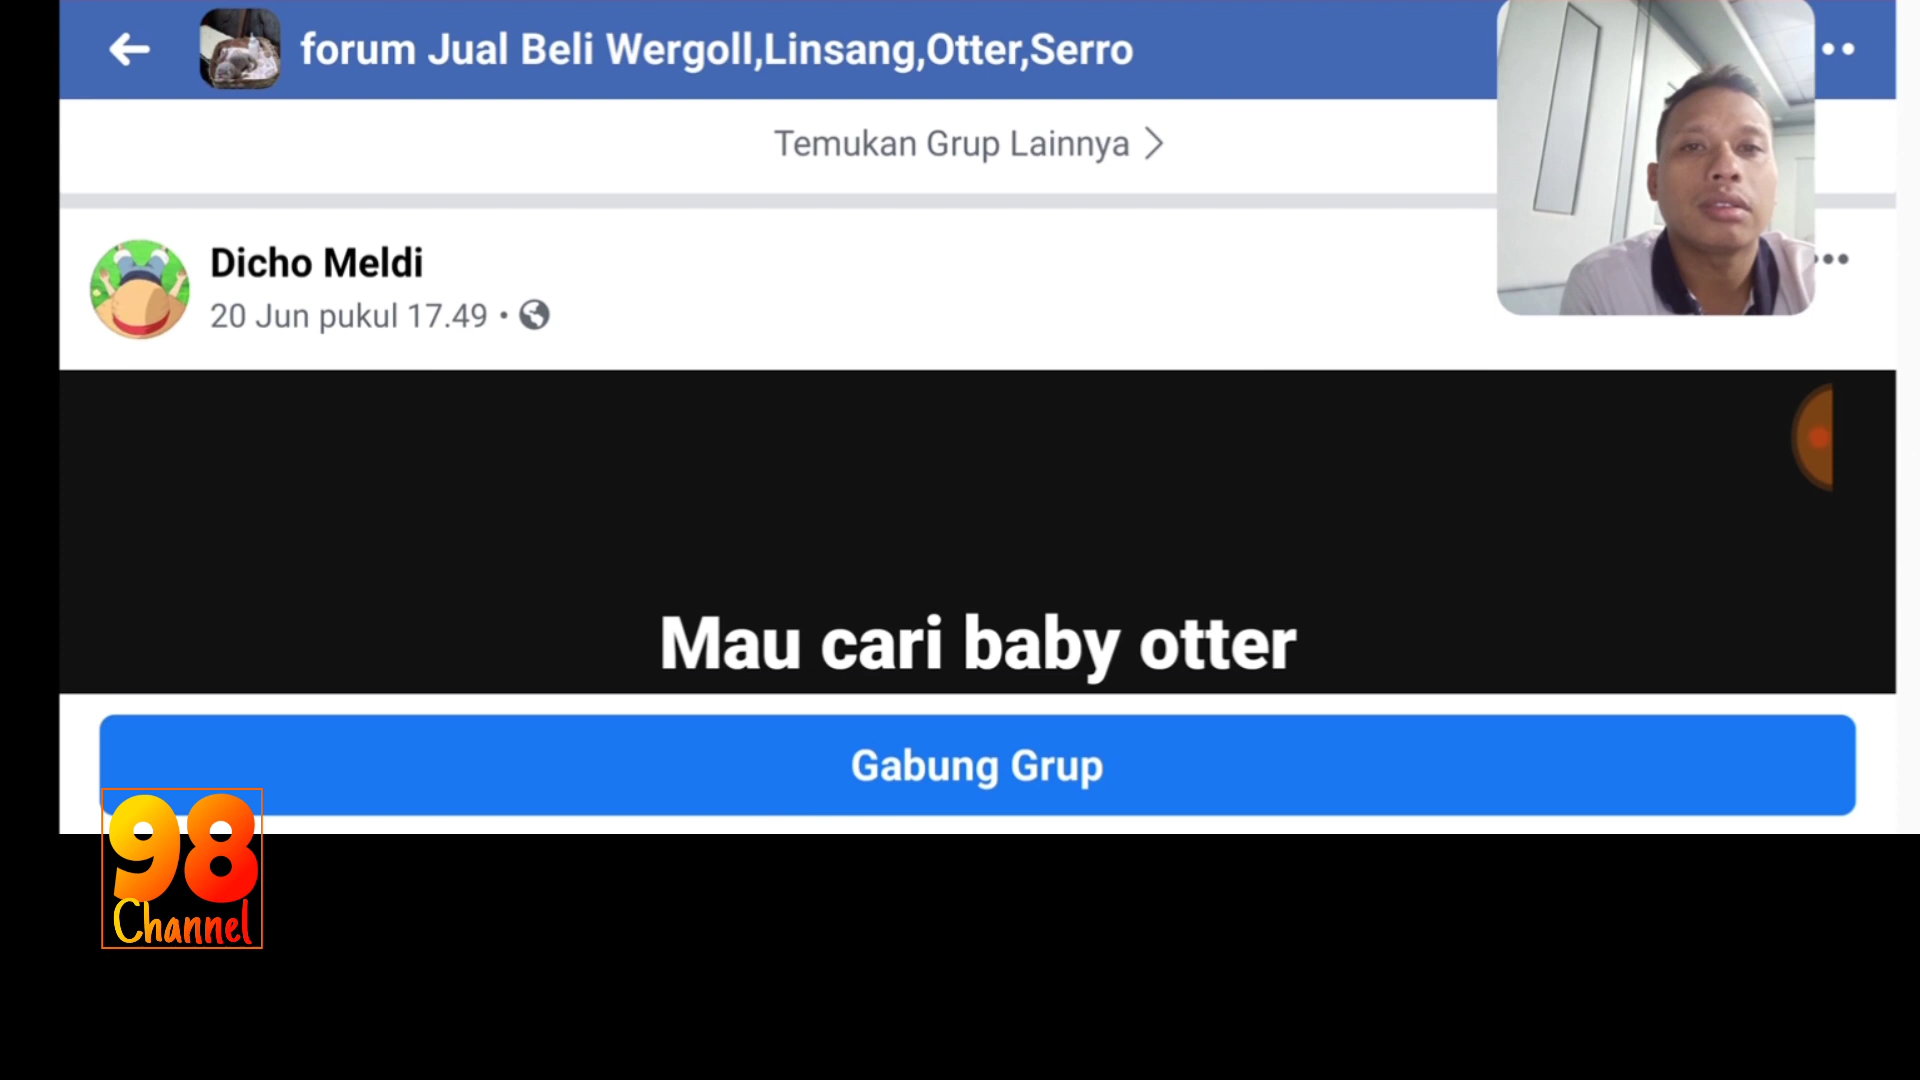 forum Jual Beli Wergoll,Linsang,Otter,Serro
Temukan Grup Lainnya
Dicho Meldi
20 Jun pukul 17.49
Mau cari baby otter
Gabung Grup
98
Channel